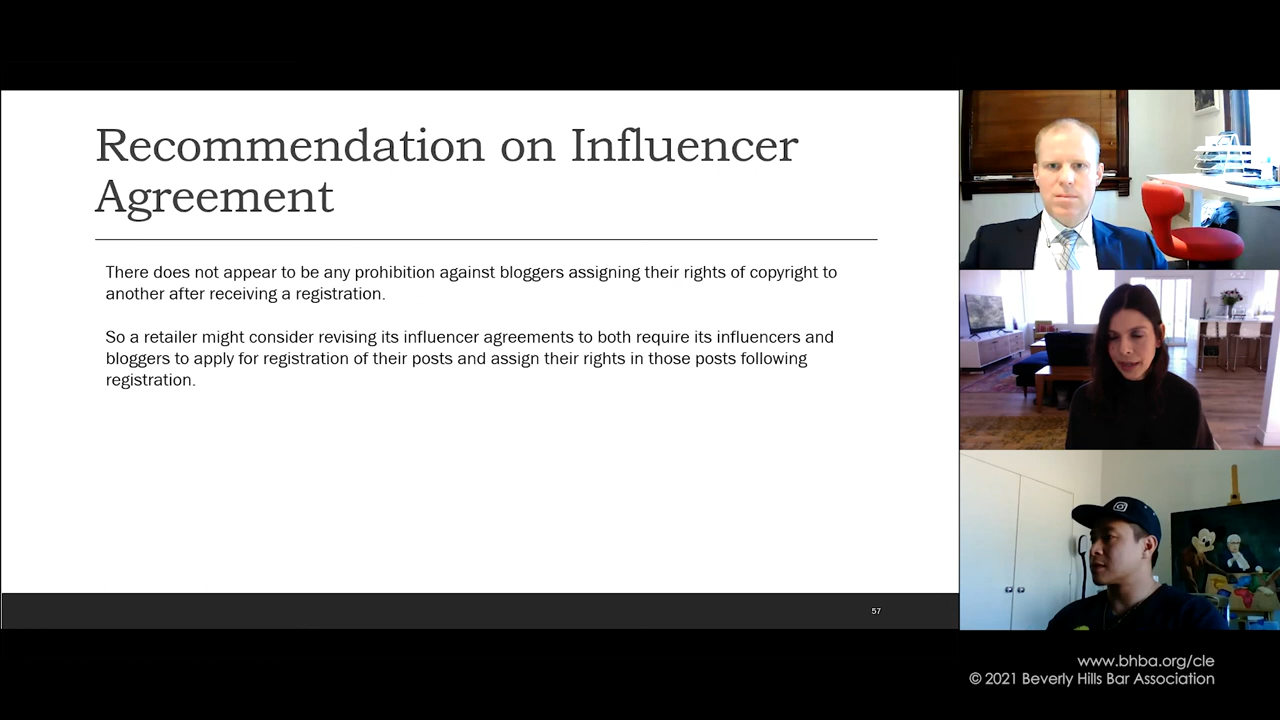 Recommendation on Influencer
Agreement
There does not appear to be any prohibition against bloggers assigning their rights of copyright to
another after receiving a registration.
So a retailer might consider revising its influencer agreements to both require its influencers and
bloggers to apply for registration of their posts and assign their rights in those posts following
registration.
57
www.bhba.org/cle
© 2021 Beverly Hills Bar Association